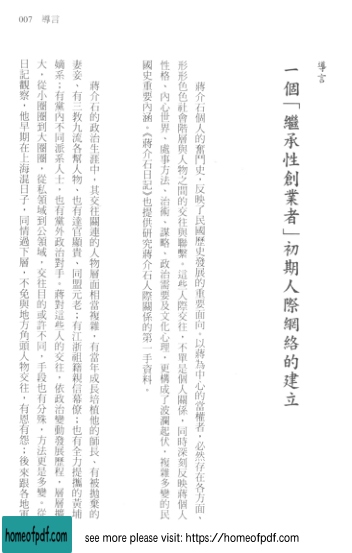 007 導言
導言
一個「繼承性創業者」初期人際網絡的建立
蔣介石個人的奮鬥史，反映了民國歷史發展的重要面向，以蔣為中心的當權者，必然存在各方面，
形形色色社會階層與人物之間的交往與聯繫。這些人際交往，不單是個人關係，同時深刻反映蔣個人
性格、內心世界、處事方法、治術、謀略、政治需要及文化心理，更構成了波瀾起伏，複雜多變的民
國史重要內涵。《蔣介石日記》也提供研究蔣介石人際關係的第一手資料。
蔣介石的政治生涯中，其交往關連的人物層面相當複雜，有當年成長培植他的師長，有被拋棄的
妻妾，有三教九流各幫人物，也有達官顯貴、同盟元老；有江浙祖籍親信幕僚；也有全力提攜的黃埔
嫡系；有黨內不同派系人士，也有黨外政治對手。蔣對這些人的交往，依政治變動發展歷程，層層擴
大，從小圈圈到大圈圈，從私領域到公領域，交往目的或許不同，手段也有分殊，方法更是多變。從
日記觀察，他早期在上海混日子，同情過下層，不免與地方角頭人物交往，有恩有怨；後來跟各地軍
homeofpdf.com
see more please visit: https://homeofpdf.com